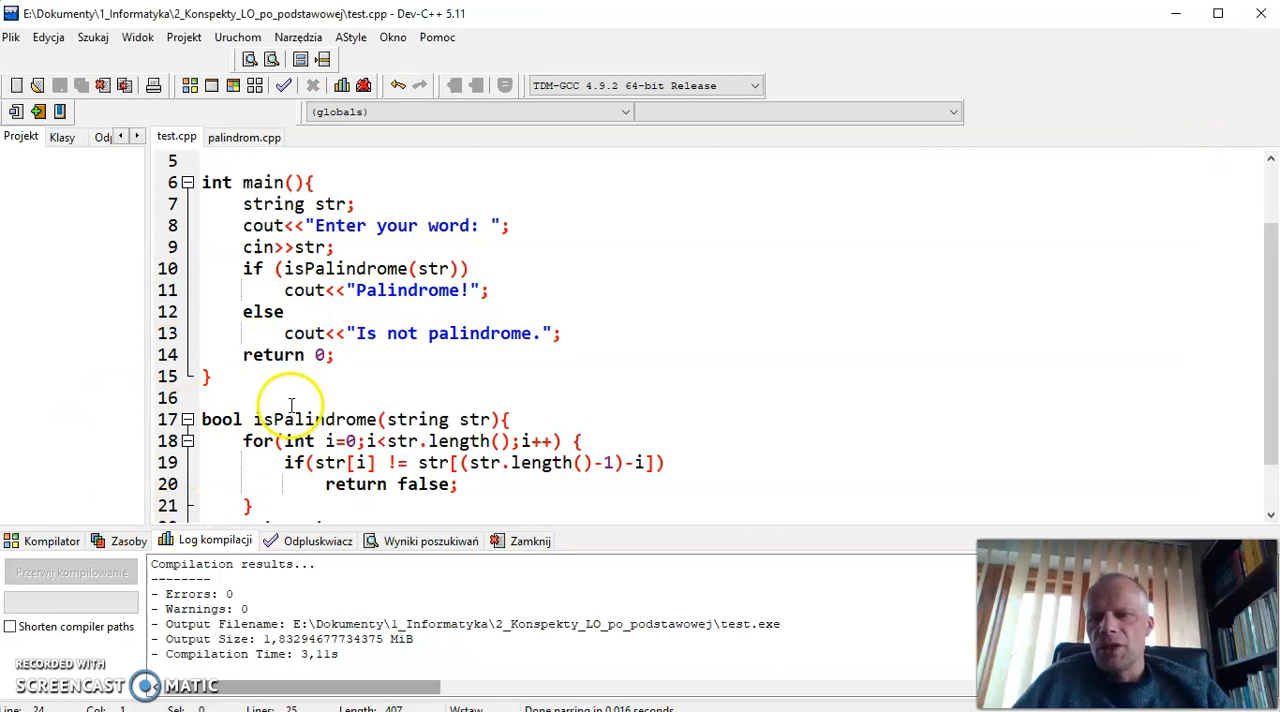 E:\Dokumenty\1_Informatyka\2_Konspekty_LO_po_podstawowej\test.cpp - Dev-C++ 5.11
Plik Edycja Szukaj Widok Projekt Uruchom Narzędzia AStyle Okno Pomoc
TDM-GCC 4.9.2 64-bit Release
(globals)
Projekt Klasy Odp test.cpp palindrom.cpp
5
6 int main(){
7 string str;
8 cout<<"Enter your word: ";
9 cin>>str;
10 if (isPalindrome(str))
11 cout<<"Palindrome!";
12 else
13 cout<<"Is not palindrome.";
14 return 0;
15 }
16
17 bool isPalindrome(string str){
18 for(int i=0;i<str.length();i++) {
19 if(str[i] != str[(str.length()-1)-i])
20 return false;
21 }
Kompilator Zasoby Log kompilacji Odpluskwiacz Wyniki poszukiwań Zamknij
Przerwij kompilowanie
Shorten compiler paths
Compilation results...
--------
- Errors: 0
- Warnings: 0
- Output Filename: E:\Dokumenty\1_Informatyka\2_Konspekty_LO_po_podstawowej\test.exe
- Output Size: 1,83294677734375 MiB
- Compilation Time: 3,11s
RECORDED WITH
SCREENCAST MATIC
Line: 24 Col: 1 Sel: 0 Lines: 25 Length: 407 Wstaw Done parsing in 0.016 seconds